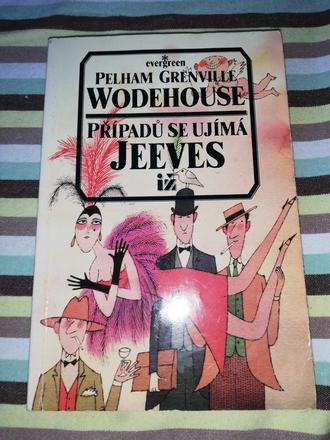 evergreen
PELHAM GRENVILLE
WODEHOUSE
PŘÍPADŮ SE UJÍMÁ
JEEVES
iž